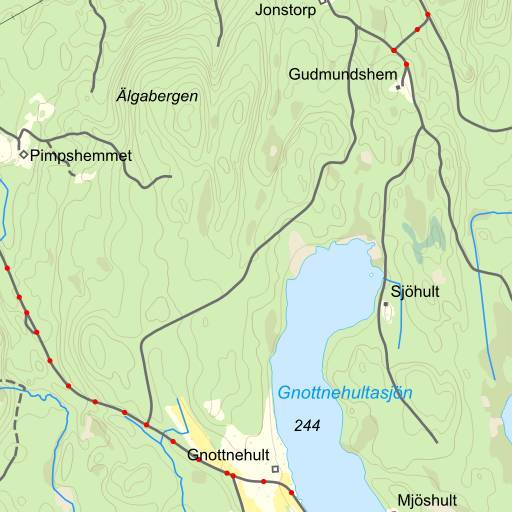 Jonstorp
Gudmundshem
Älgabergen
Pimpshemmet
Sjöhult
Gnottnehultasjön
244
Gnottnehult
Mjöshult